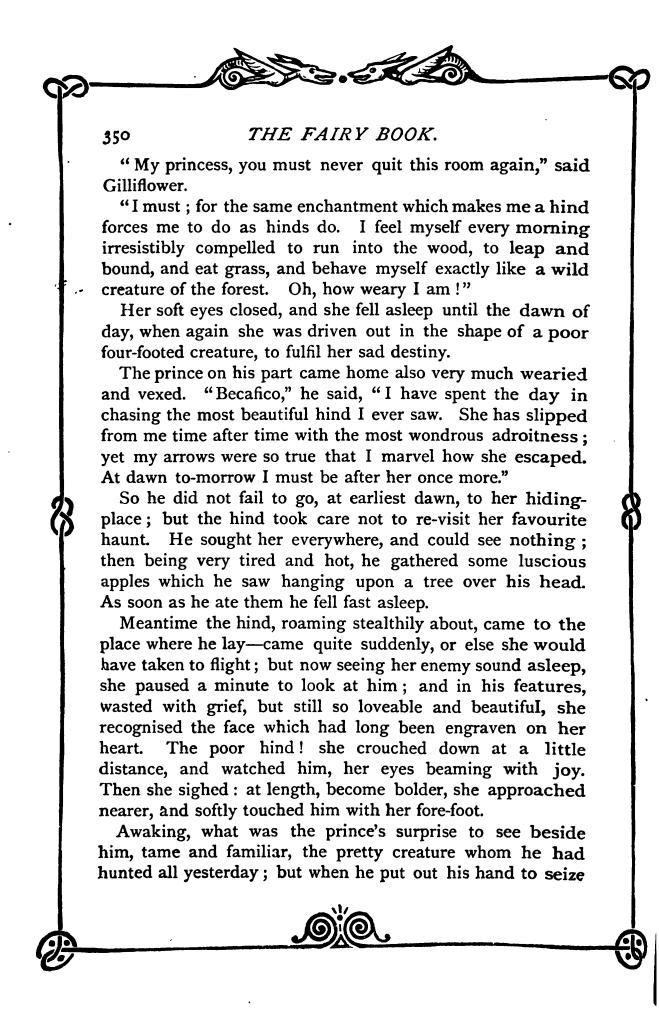 350 THE FAIRY BOOK.
“ My princess, you must never quit this room again,” said
Gilliflower.
“ I must ; for the same enchantment which makes me a hind
forces me to do as hinds do. I feel myself every morning
irresistibly compelled to run into the wood, to leap and
bound, and eat grass, and behave myself exactly like a wild
creature of the forest. Oh, how weary I am !”
Her soft eyes closed, and she fell asleep until the dawn of
day, when again she was driven out in the shape of a poor
four-footed creature, to fulfil her sad destiny.
The prince on his part came home also very much wearied
and vexed. “Becafico,” he said, “ I have spent the day in
chasing the most beautiful hind I ever saw. She has slipped
from me time after time with the most wondrous adroitness ;
yet my arrows were so true that I marvel how she escaped.
At dawn to-morrow I must be after her once more.”
So he did not fail to go, at earliest dawn, to her hiding-
place ; but the hind took care not to re-visit her favourite
haunt. He sought her everywhere, and could see nothing ;
then being very tired and hot, he gathered some luscious
apples which he saw hanging upon a tree over his head.
As soon as he ate them he fell fast asleep.
Meantime the hind, roaming stealthily about, came to the
place where he lay—came quite suddenly, or else she would
have taken to flight ; but now seeing her enemy sound asleep,
she paused a minute to look at him ; and in his features,
wasted with grief, but still so loveable and beautiful, she
recognised the face which had long been engraven on her
heart. The poor hind ! she crouched down at a little
distance, and watched him, her eyes beaming with joy.
Then she sighed : at length, become bolder, she approached
nearer, and softly touched him with her fore-foot.
Awaking, what was the prince’s surprise to see beside
him, tame and familiar, the pretty creature whom he had
hunted all yesterday ; but when he put out his hand to seize